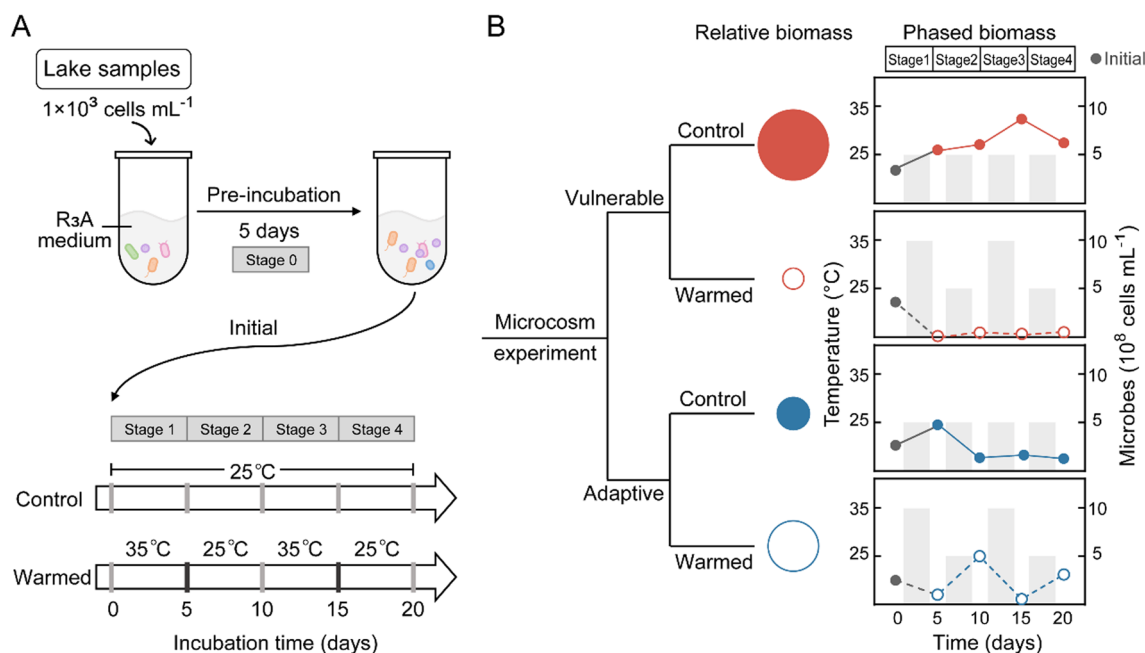 A
Lake samples
1×10³ cells mL⁻¹
R₃A
medium
Pre-incubation
5 days
Stage 0
Initial
Stage 1 Stage 2 Stage 3 Stage 4
25℃
Control
35℃ 25℃ 35℃ 25℃
Warmed
0 5 10 15 20
Incubation time (days)
B
Relative biomass
Phased biomass
Stage1 Stage2 Stage3 Stage4
Initial
Microcosm
experiment
Vulnerable
Control
Warmed
Adaptive
Control
Warmed
Temperature (°C)
Microbes (10⁸ cells mL⁻¹)
35 10
25 5
35 10
25 5
35 10
25 5
35 10
25 5
0 5 10 15 20
Time (days)